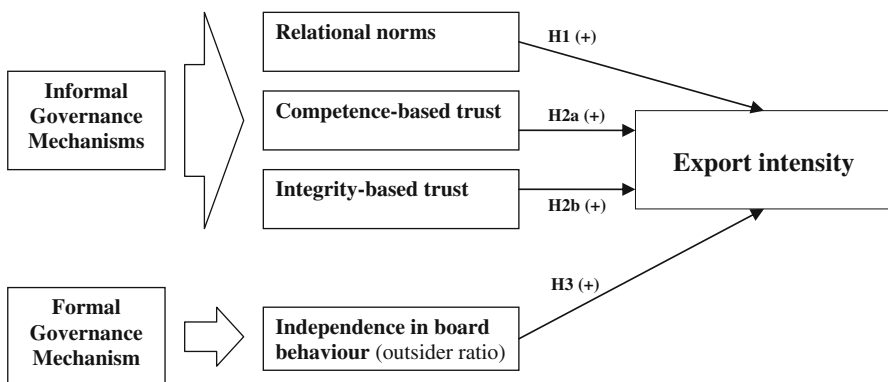 Informal
Governance
Mechanisms
Relational norms
Competence-based trust
Integrity-based trust
H1 (+)
H2a (+)
H2b (+)
Export intensity
Formal
Governance
Mechanism
Independence in board
behaviour (outsider ratio)
H3 (+)